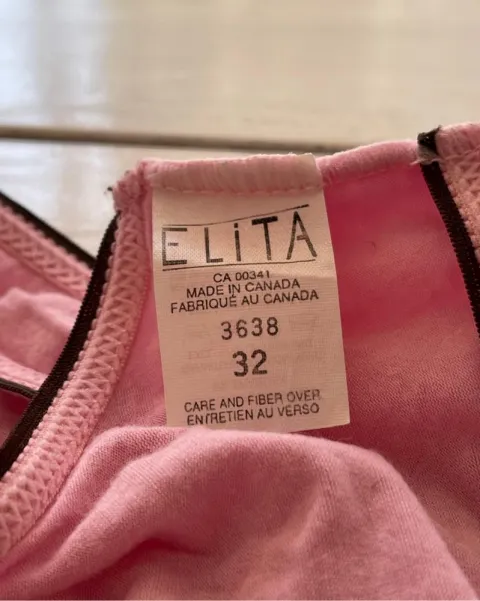 ELiTA
CA 00341
MADE IN CANADA
FABRIQUÉ AU CANADA
3638
32
CARE AND FIBER OVER
ENTRETIEN AU VERSO